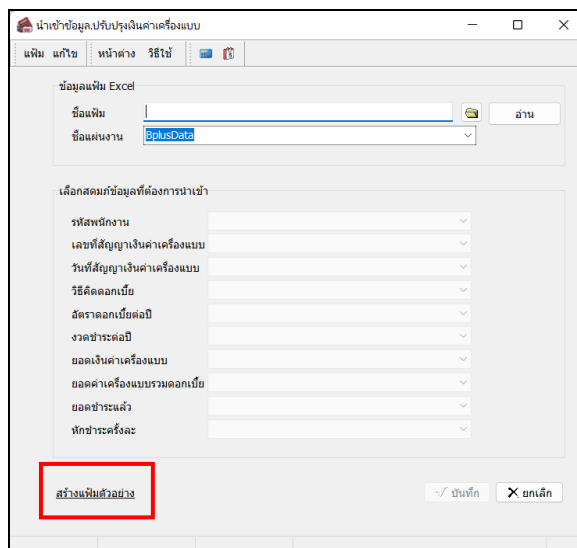 นำเข้าข้อมูล.ปรับปรุงเงินค่าเครื่องแบบ
แฟ้ม แก้ไข หน้าต่าง วิธีใช้
ข้อมูลแฟ้ม Excel
ชื่อแฟ้ม อ่าน
ชื่อแผ่นงาน BplusData
เลือกสดมภ์ข้อมูลที่ต้องการนำเข้า
รหัสพนักงาน
เลขที่สัญญาเงินค่าเครื่องแบบ
วันที่สัญญาเงินค่าเครื่องแบบ
วิธีคิดดอกเบี้ย
อัตราดอกเบี้ยต่อปี
งวดชำระต่อปี
ยอดเงินค่าเครื่องแบบ
ยอดค่าเครื่องแบบรวมดอกเบี้ย
ยอดชำระแล้ว
หักชำระครั้งละ
สร้างแฟ้มตัวอย่าง บันทึก ยกเลิก